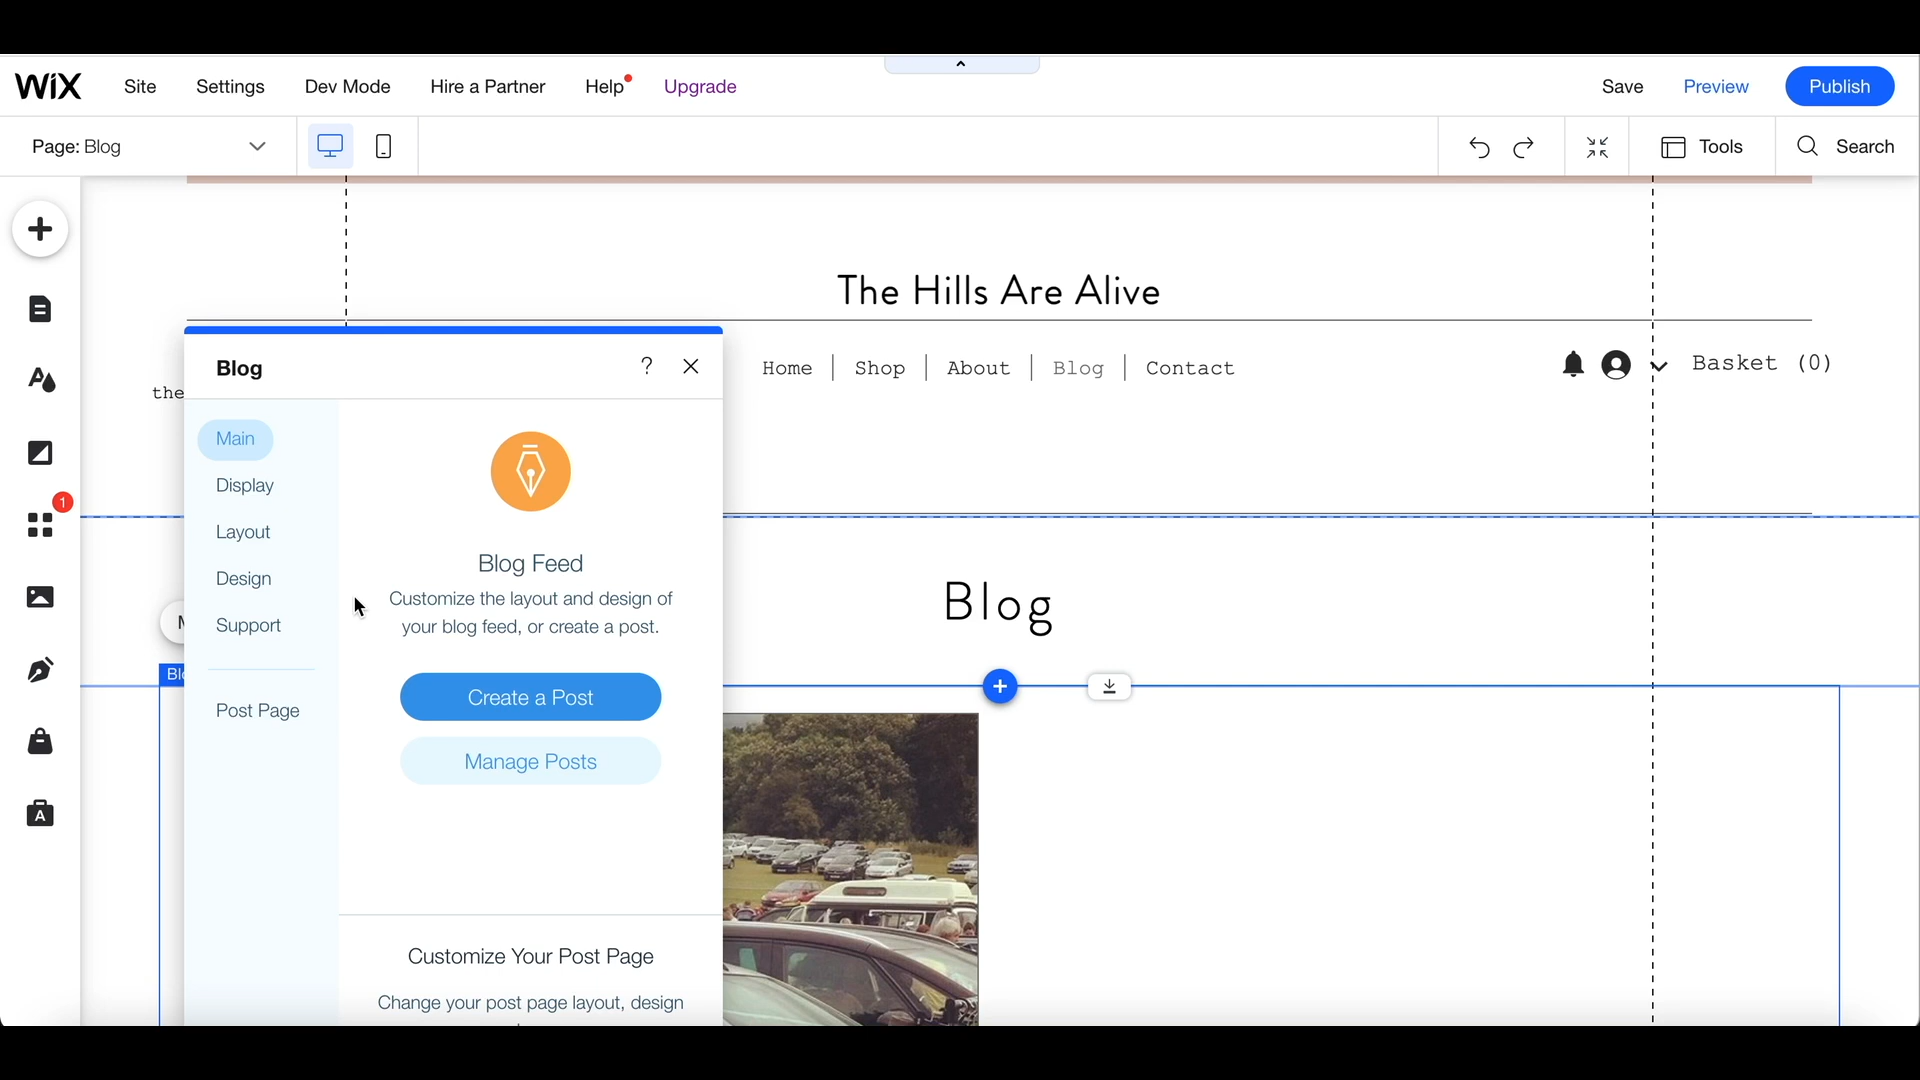 WiX Site Settings Dev Mode Hire a Partner Help Upgrade Save Preview Publish
Page: Blog Tools Search
The Hills Are Alive
Blog ?
Home Shop About Blog Contact Basket (0)
the
Main
Display
Layout
Design
Support
Post Page
1
Blog Feed
Customize the layout and design of
your blog feed, or create a post.
Create a Post
Manage Posts
Customize Your Post Page
Change your post page layout, design
Blog
A